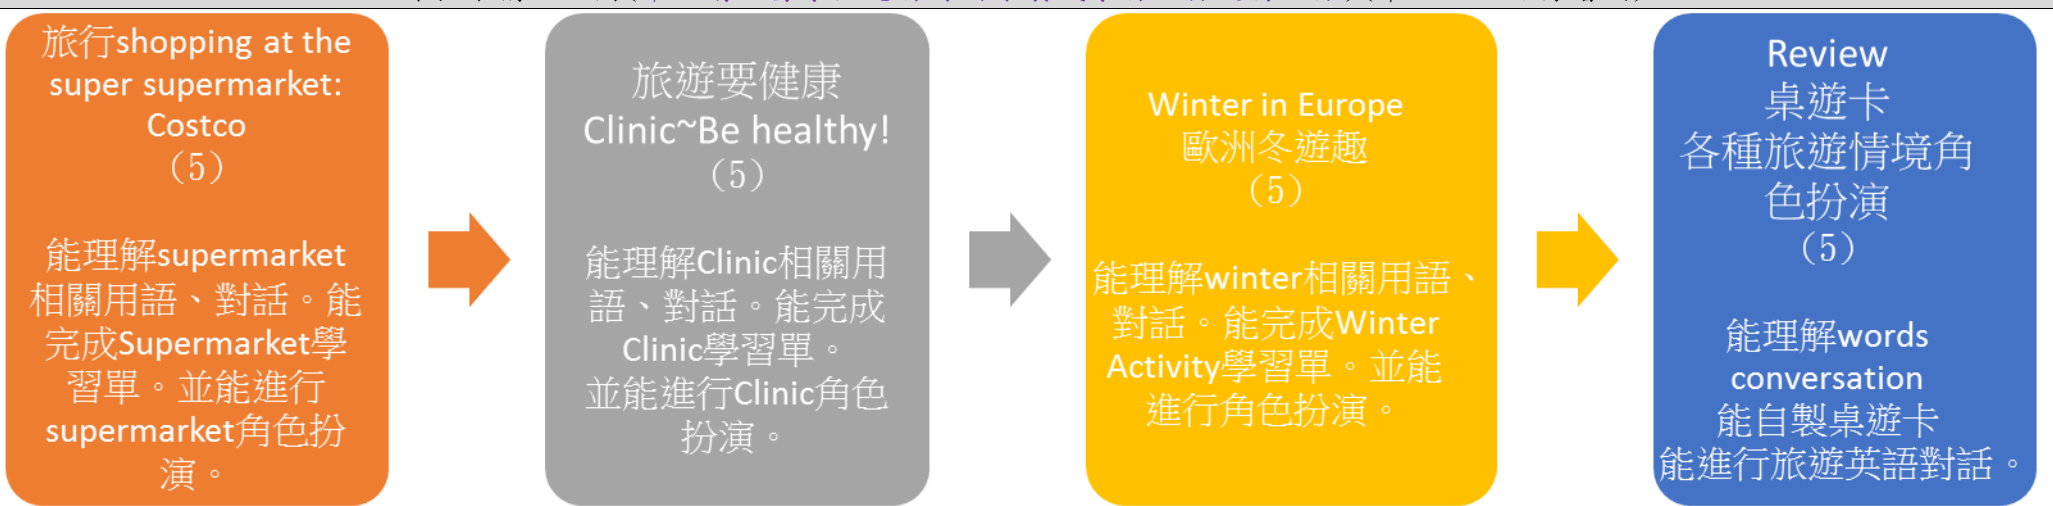 旅行shopping at the
super supermarket:
Costco
（5）
能理解supermarket
相關用語、對話。能
完成Supermarket學
習單。並能進行
supermarket角色扮
演。
旅遊要健康
Clinic~Be healthy!
（5）
能理解Clinic相關用
語、對話。能完成
Clinic學習單。
並能進行Clinic角色
扮演。
Winter in Europe
歐洲冬遊趣
（5）
能理解winter相關用語、
對話。能完成Winter
Activity學習單。並能
進行角色扮演。
Review
桌遊卡
各種旅遊情境角
色扮演
（5）
能理解words
conversation
能自製桌遊卡
能進行旅遊英語對話。